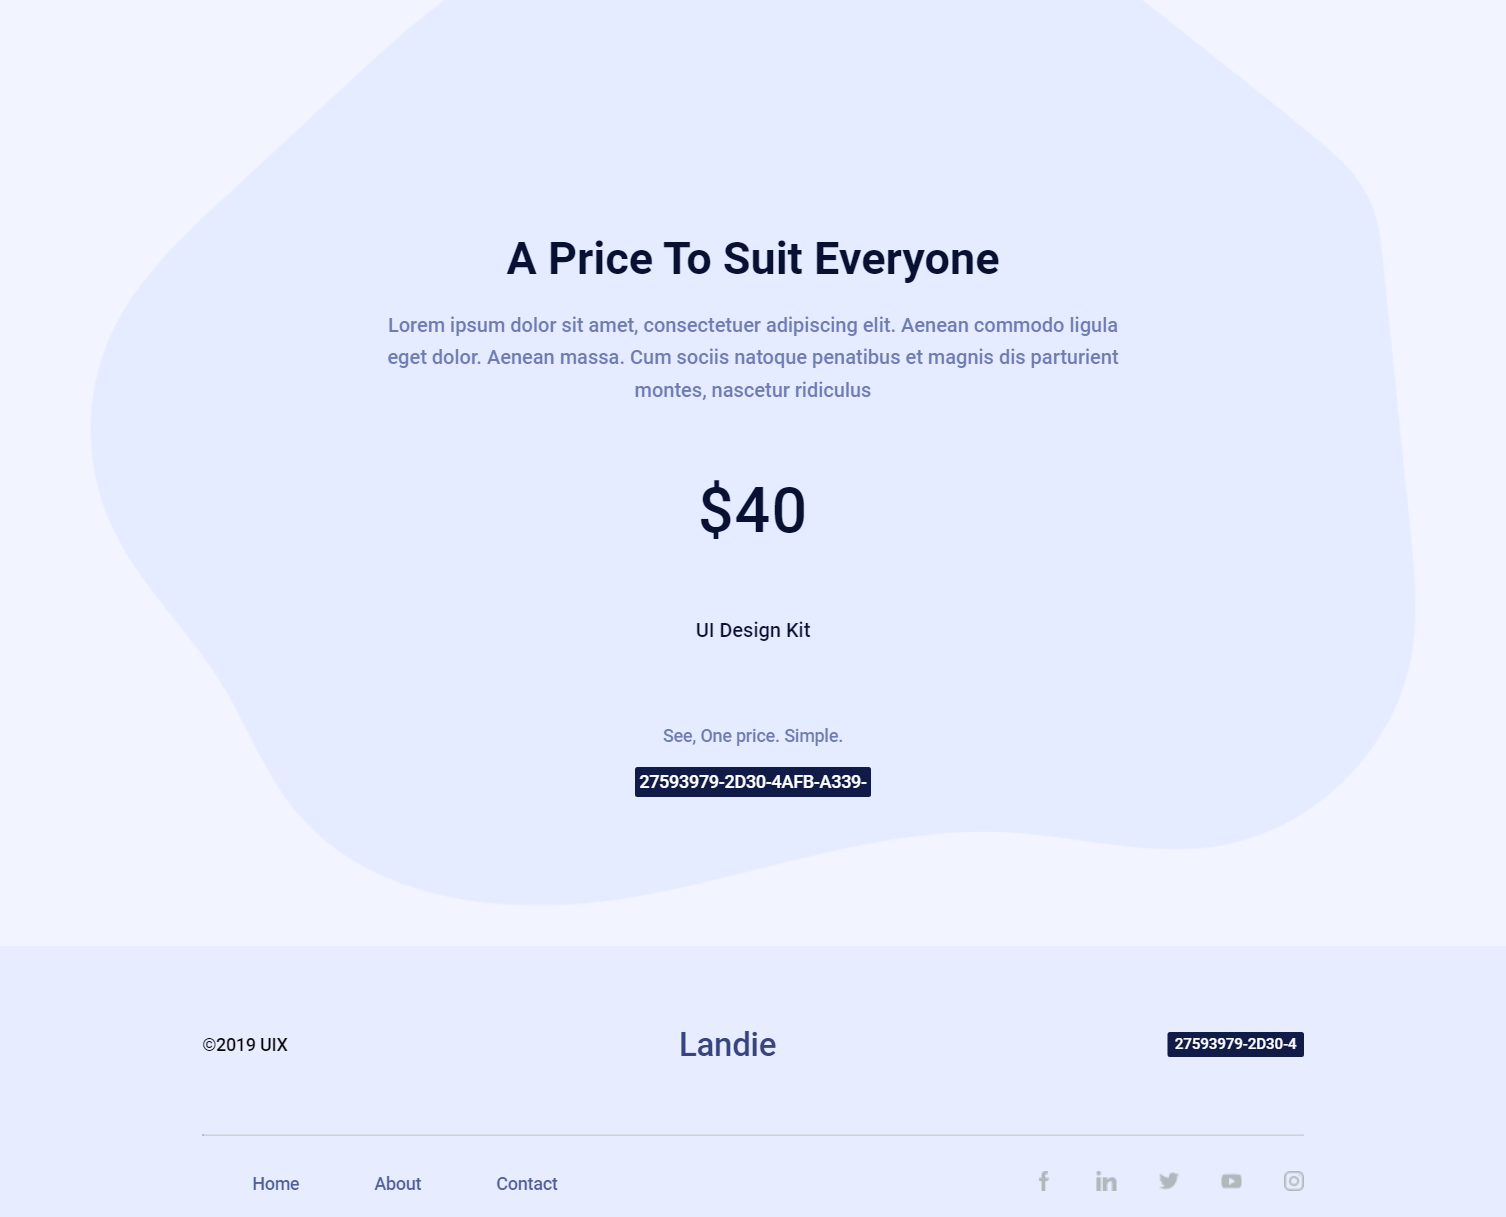 A Price To Suit Everyone
Lorem ipsum dolor sit amet, consectetuer adipiscing elit. Aenean commodo ligula
eget dolor. Aenean massa. Cum sociis natoque penatibus et magnis dis parturient
montes, nascetur ridiculus
$40
UI Design Kit
See, One price. Simple.
27593979-2D30-4AFB-A339-
©2019 UIX
Landie
27593979-2D30-4
Home About Contact